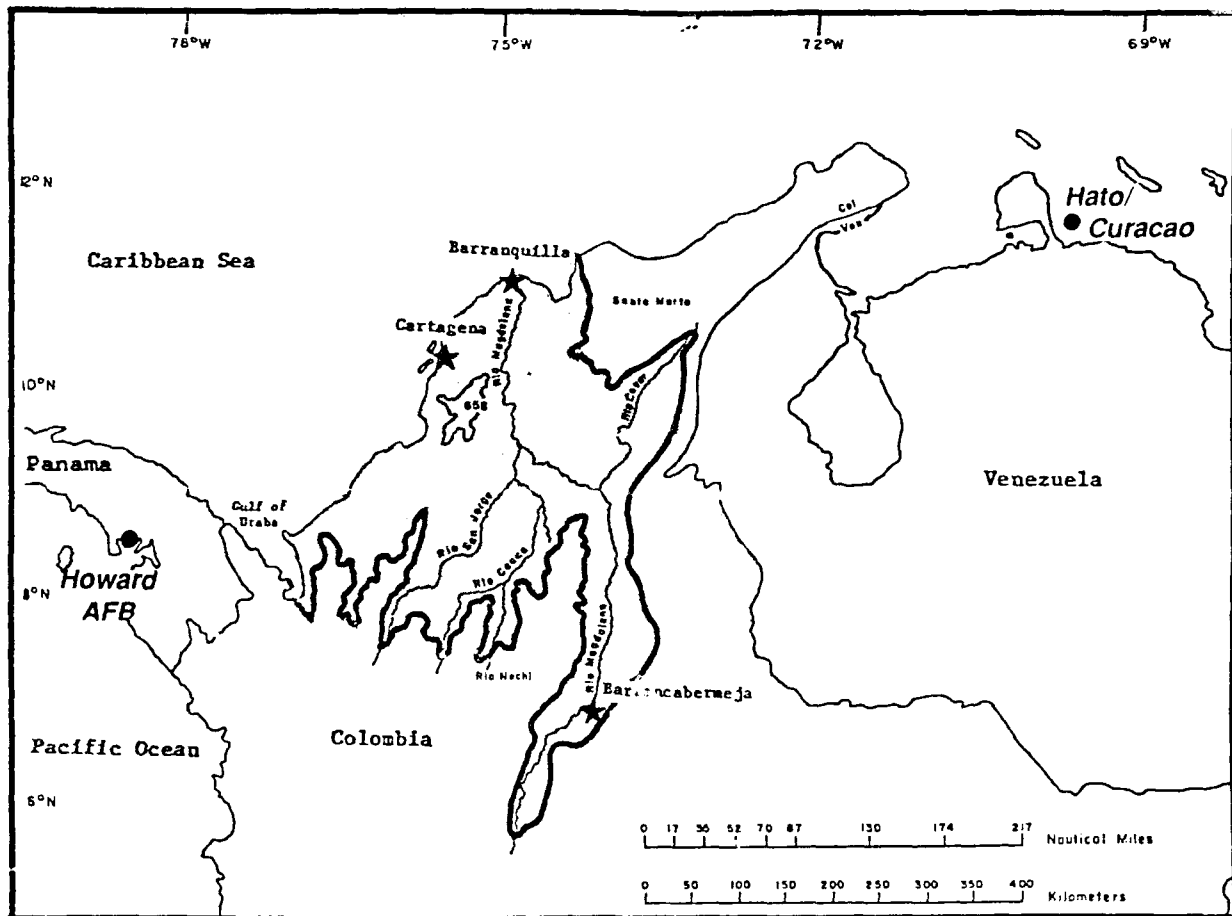 78°W
75°W
72°W
69°W
12°N
Hato/
Curacao
Col
Ven
Barranquilla
Caribbean Sea
Santa Marta
Rio Magdalena
Cartagena
10°N
Rio Cesar
658
Panama
Venezuela
Gulf of
Uraba
Rio San Jorge
Rio Cauca
Howard
AFB
8°N
Rio Magdalena
Rio Nechi
Colombia
Pacific Ocean
6°N
0 17 35 52 70 87 130 174 217
Nautical Miles
0 50 100 150 200 250 300 350 400
Kilometers